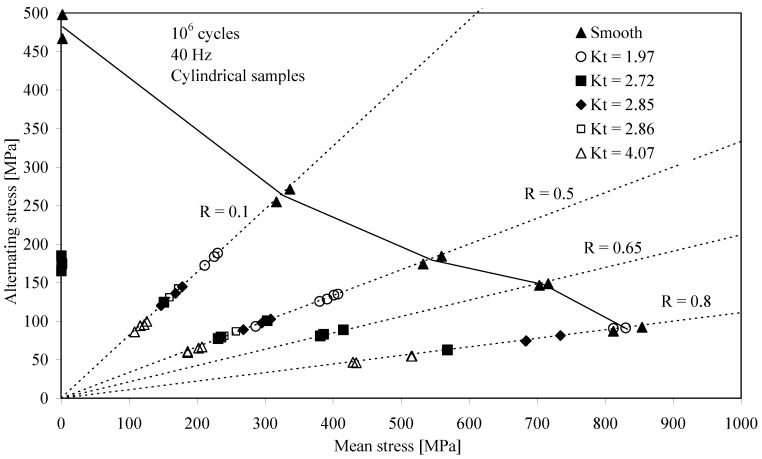 10⁶ cycles
40 Hz
Cylindrical samples
Smooth
Kt = 1.97
Kt = 2.72
Kt = 2.85
Kt = 2.86
Kt = 4.07
R = 0.1
R = 0.5
R = 0.65
R = 0.8
Alternating stress [MPa]
500
450
400
350
300
250
200
150
100
50
0
0 100 200 300 400 500 600 700 800 900 1000
Mean stress [MPa]